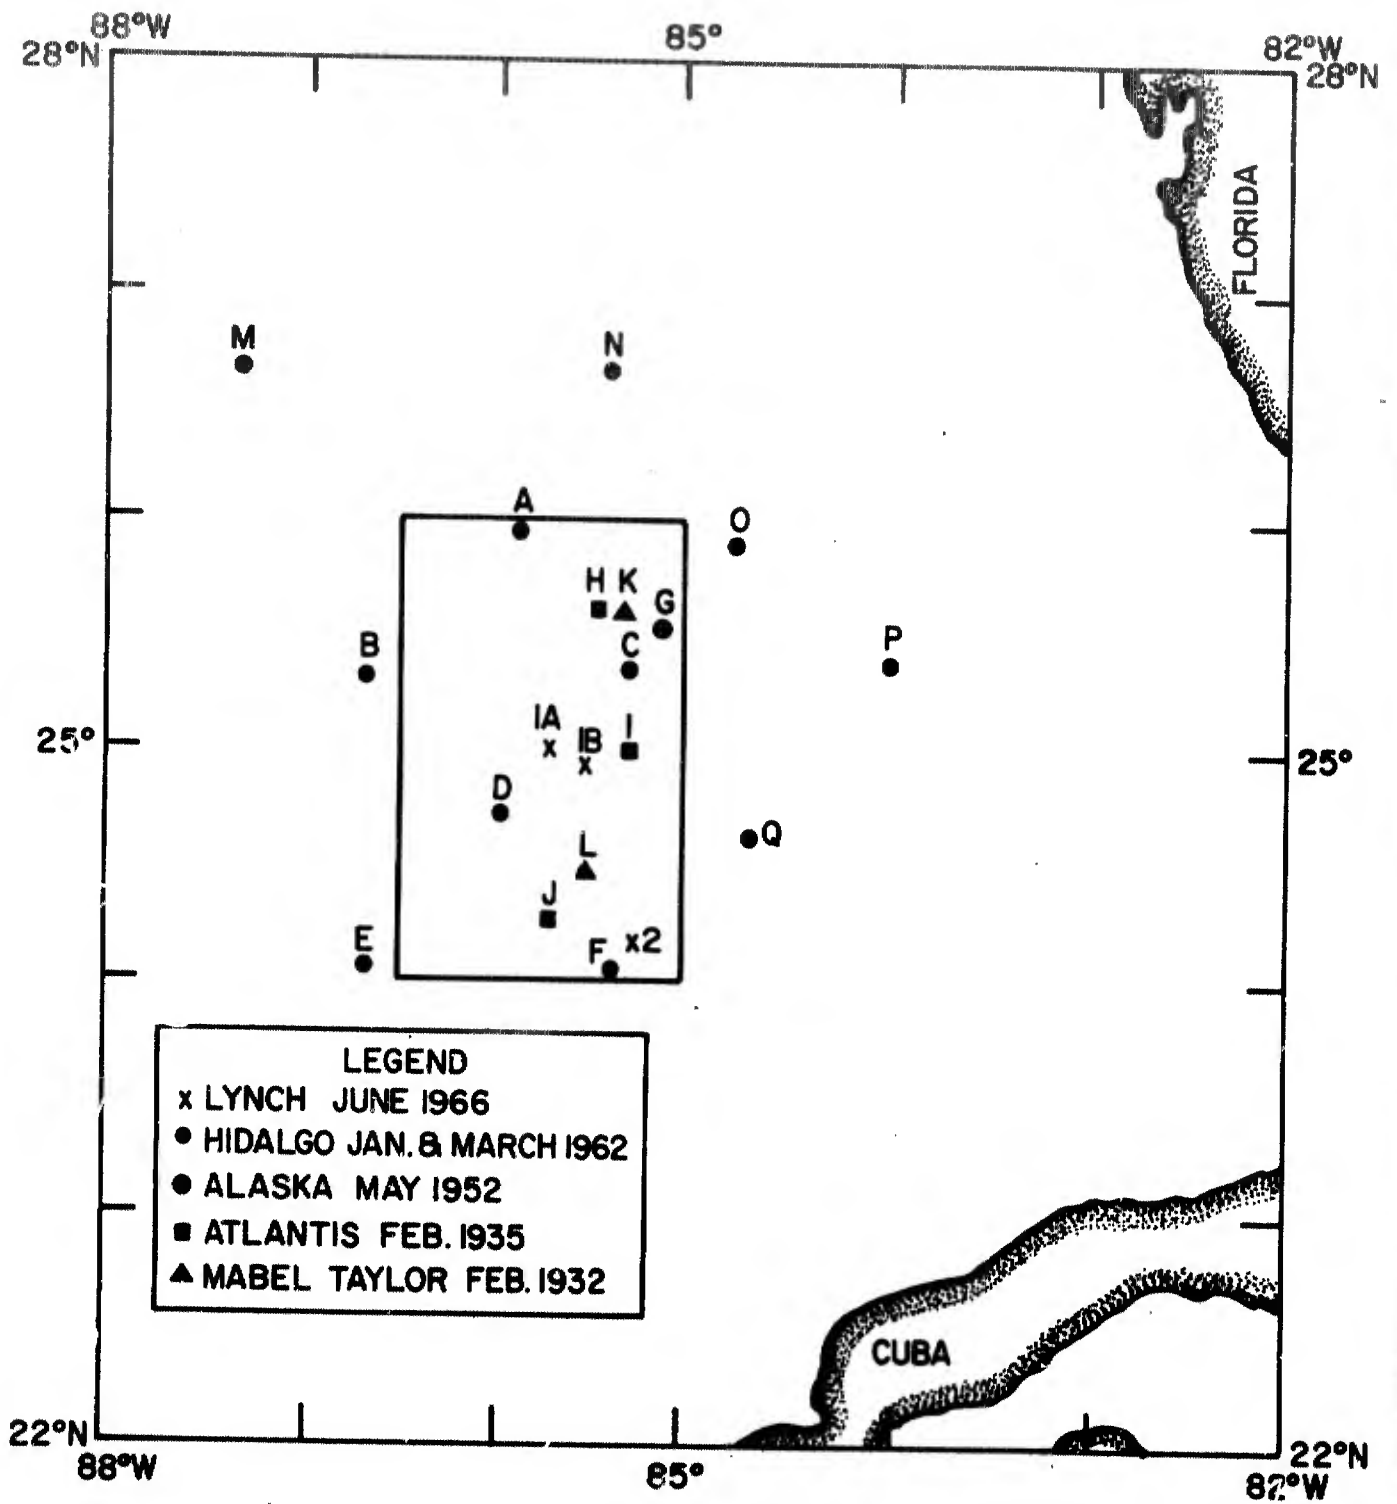 88°W 85° 82°W
28°N 28°N
FLORIDA
M N
A O
H K
G
B C P
IA I
IB
25° 25°
D
Q
L
J
E F x2
LEGEND
x LYNCH JUNE 1966
● HIDALGO JAN. & MARCH 1962
● ALASKA MAY 1952
■ ATLANTIS FEB. 1935
▲ MABEL TAYLOR FEB. 1932
CUBA
22°N 22°N
88°W 85° 82°W